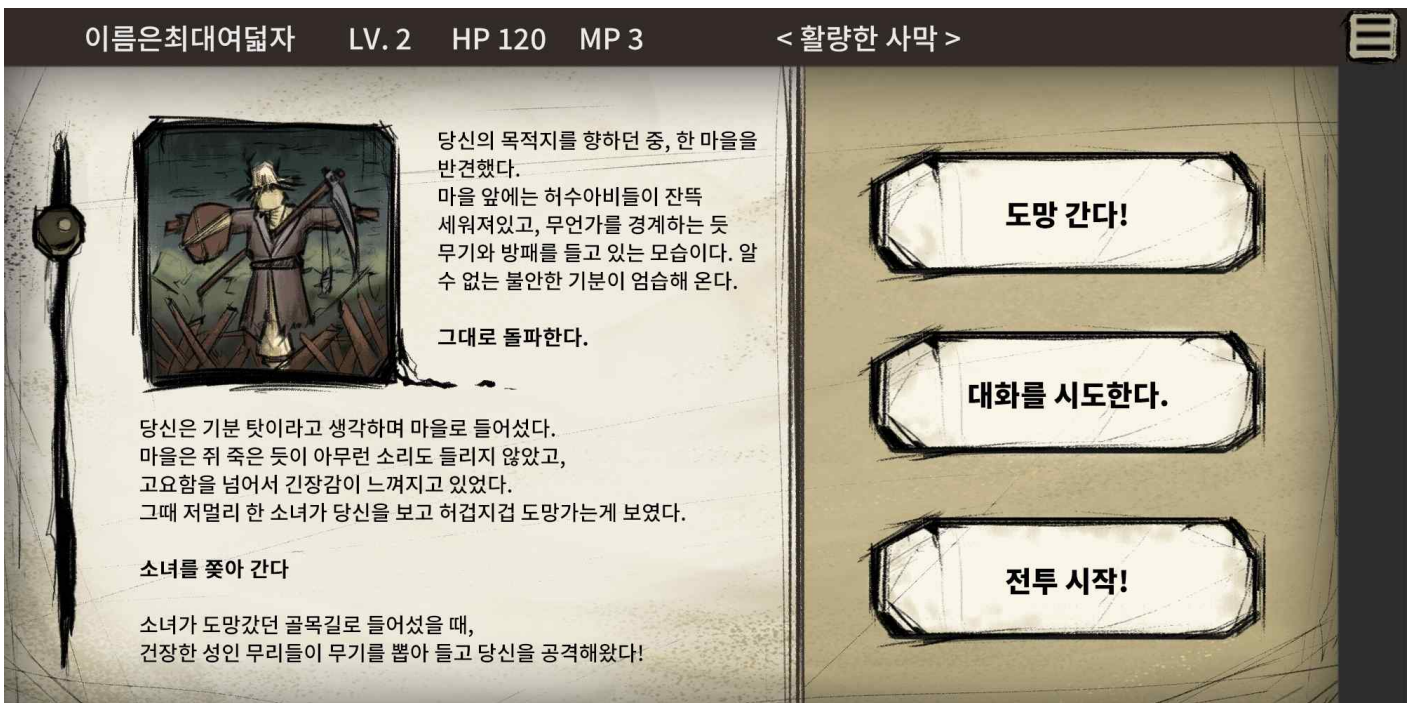 이름은최대여덟자 LV. 2 HP 120 MP 3 < 활량한 사막 >
당신의 목적지를 향하던 중, 한 마을을
반견했다.
마을 앞에는 허수아비들이 잔뜩
세워져있고, 무언가를 경계하는 듯
무기와 방패를 들고 있는 모습이다. 알
수 없는 불안한 기분이 엄습해 온다.
그대로 돌파한다.
당신은 기분 탓이라고 생각하며 마을로 들어섰다.
마을은 쥐 죽은 듯이 아무런 소리도 들리지 않았고,
고요함을 넘어서 긴장감이 느껴지고 있었다.
그때 저멀리 한 소녀가 당신을 보고 허겁지겁 도망가는게 보였다.
소녀를 쫒아 간다
소녀가 도망갔던 골목길로 들어섰을 때,
건장한 성인 무리들이 무기를 뽑아 들고 당신을 공격해왔다!
도망 간다!
대화를 시도한다.
전투 시작!